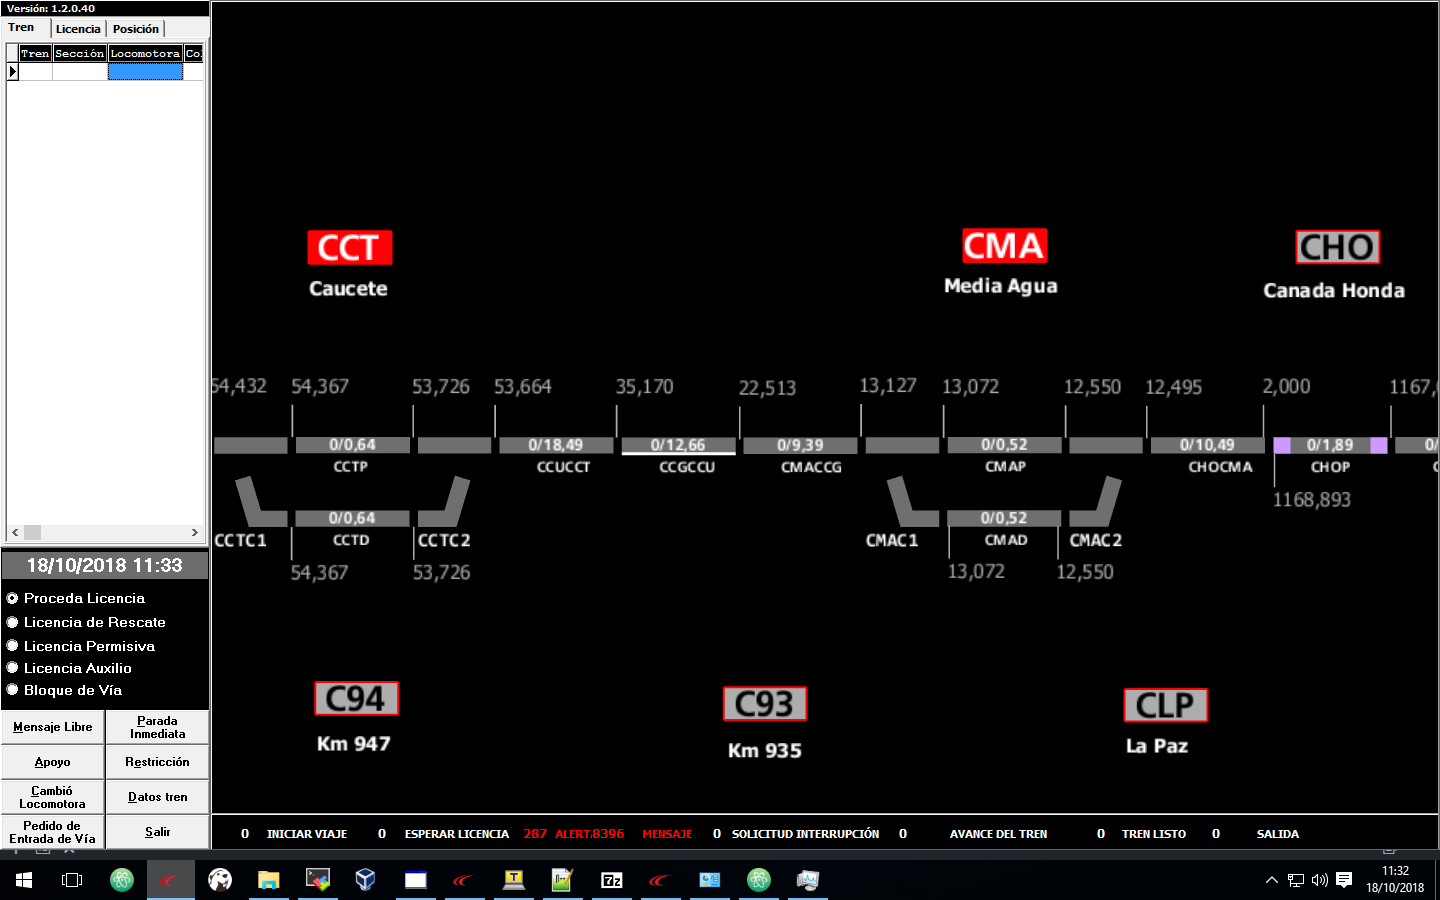 Versión: 1.2.0.40
Tren Licencia Posición
Tren Sección Locomotora Co
18/10/2018 11:33
Proceda Licencia
Licencia de Rescate
Licencia Permisiva
Licencia Auxilio
Bloque de Vía
Mensaje Libre
Parada
Inmediata
Apoyo
Restricción
Cambió
Locomotora
Datos tren
Pedido de
Entrada de Vía
Salir
CCT CMA CHO
Caucete Media Agua Canada Honda
54,432 54,367 53,726 53,664 35,170 22,513 13,127 13,072 12,550 12,495 2,000 1167,
0/0,64 0/18,49 0/12,66 0/9,39 0/0,52 0/10,49 0/1,89 0/
CCTP CCUCCT CCGCCU CMACCG CMAP CHOCMA CHOP
1168,893
0/0,64 0/0,52
CCTC1 CCTD CCTC2 CMAC1 CMAD CMAC2
54,367 53,726 13,072 12,550
C94 C93 CLP
Km 947 Km 935 La Paz
0 INICIAR VIAJE 0 ESPERAR LICENCIA 287 ALERT.8396 MENSAJE 0 SOLICITUD INTERRUPCIÓN 0 AVANCE DEL TREN 0 TREN LISTO 0 SALIDA
7z
11:32
18/10/2018